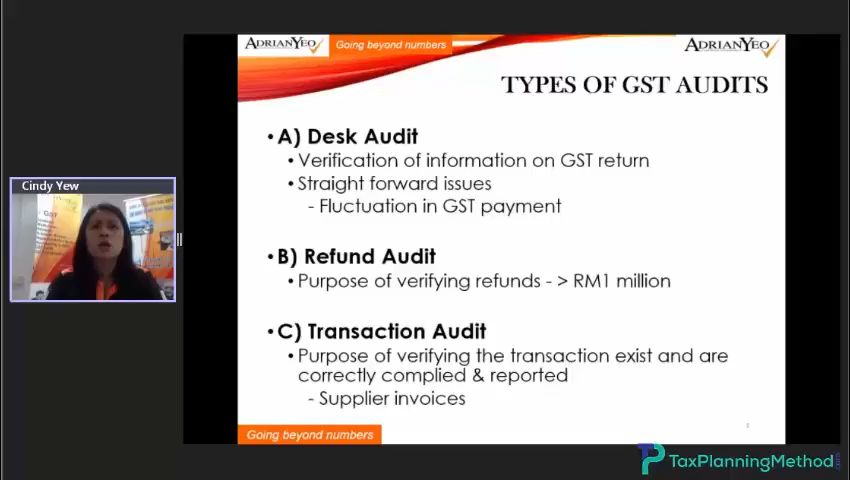 ADRIANYEO
Going beyond numbers
ADRIANYEO
TYPES OF GST AUDITS
• A) Desk Audit
• Verification of information on GST return
• Straight forward issues
- Fluctuation in GST payment
• B) Refund Audit
• Purpose of verifying refunds - > RM1 million
• C) Transaction Audit
• Purpose of verifying the transaction exist and are
correctly complied & reported
- Supplier invoices
Going beyond numbers
Cindy Yew
GST
TaxPlanningMethod.com